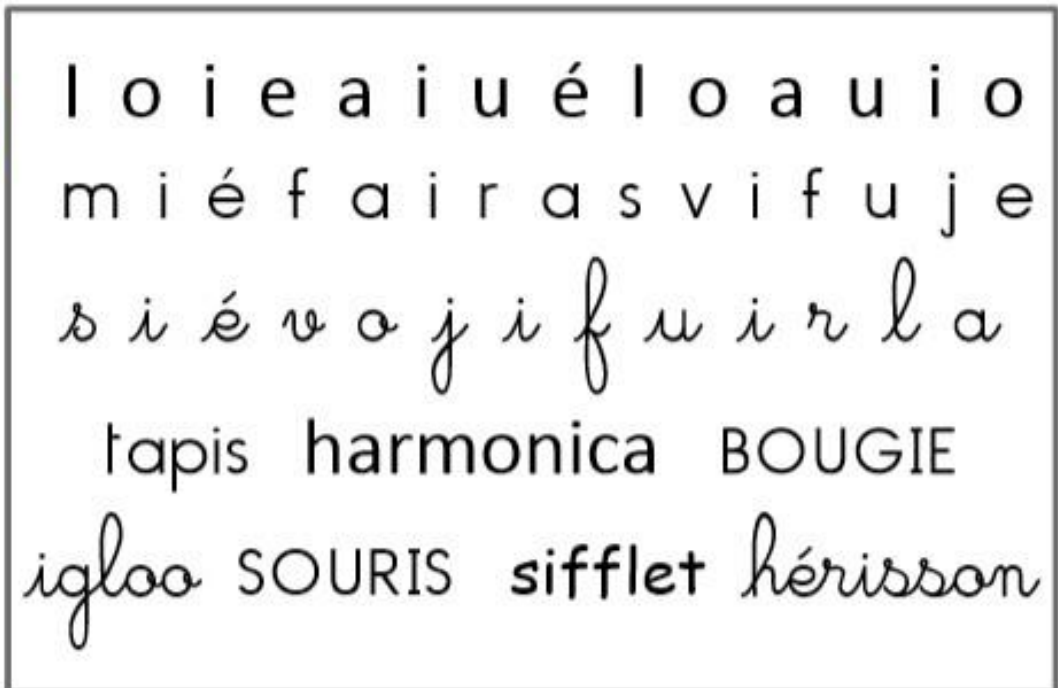 l o i e a i u é l o a u i o
m i é f a i r a s v i f u j e
s i é v o j i f u i r l a
tapis harmonica BOUGIE
igloo SOURIS sifflet hérisson